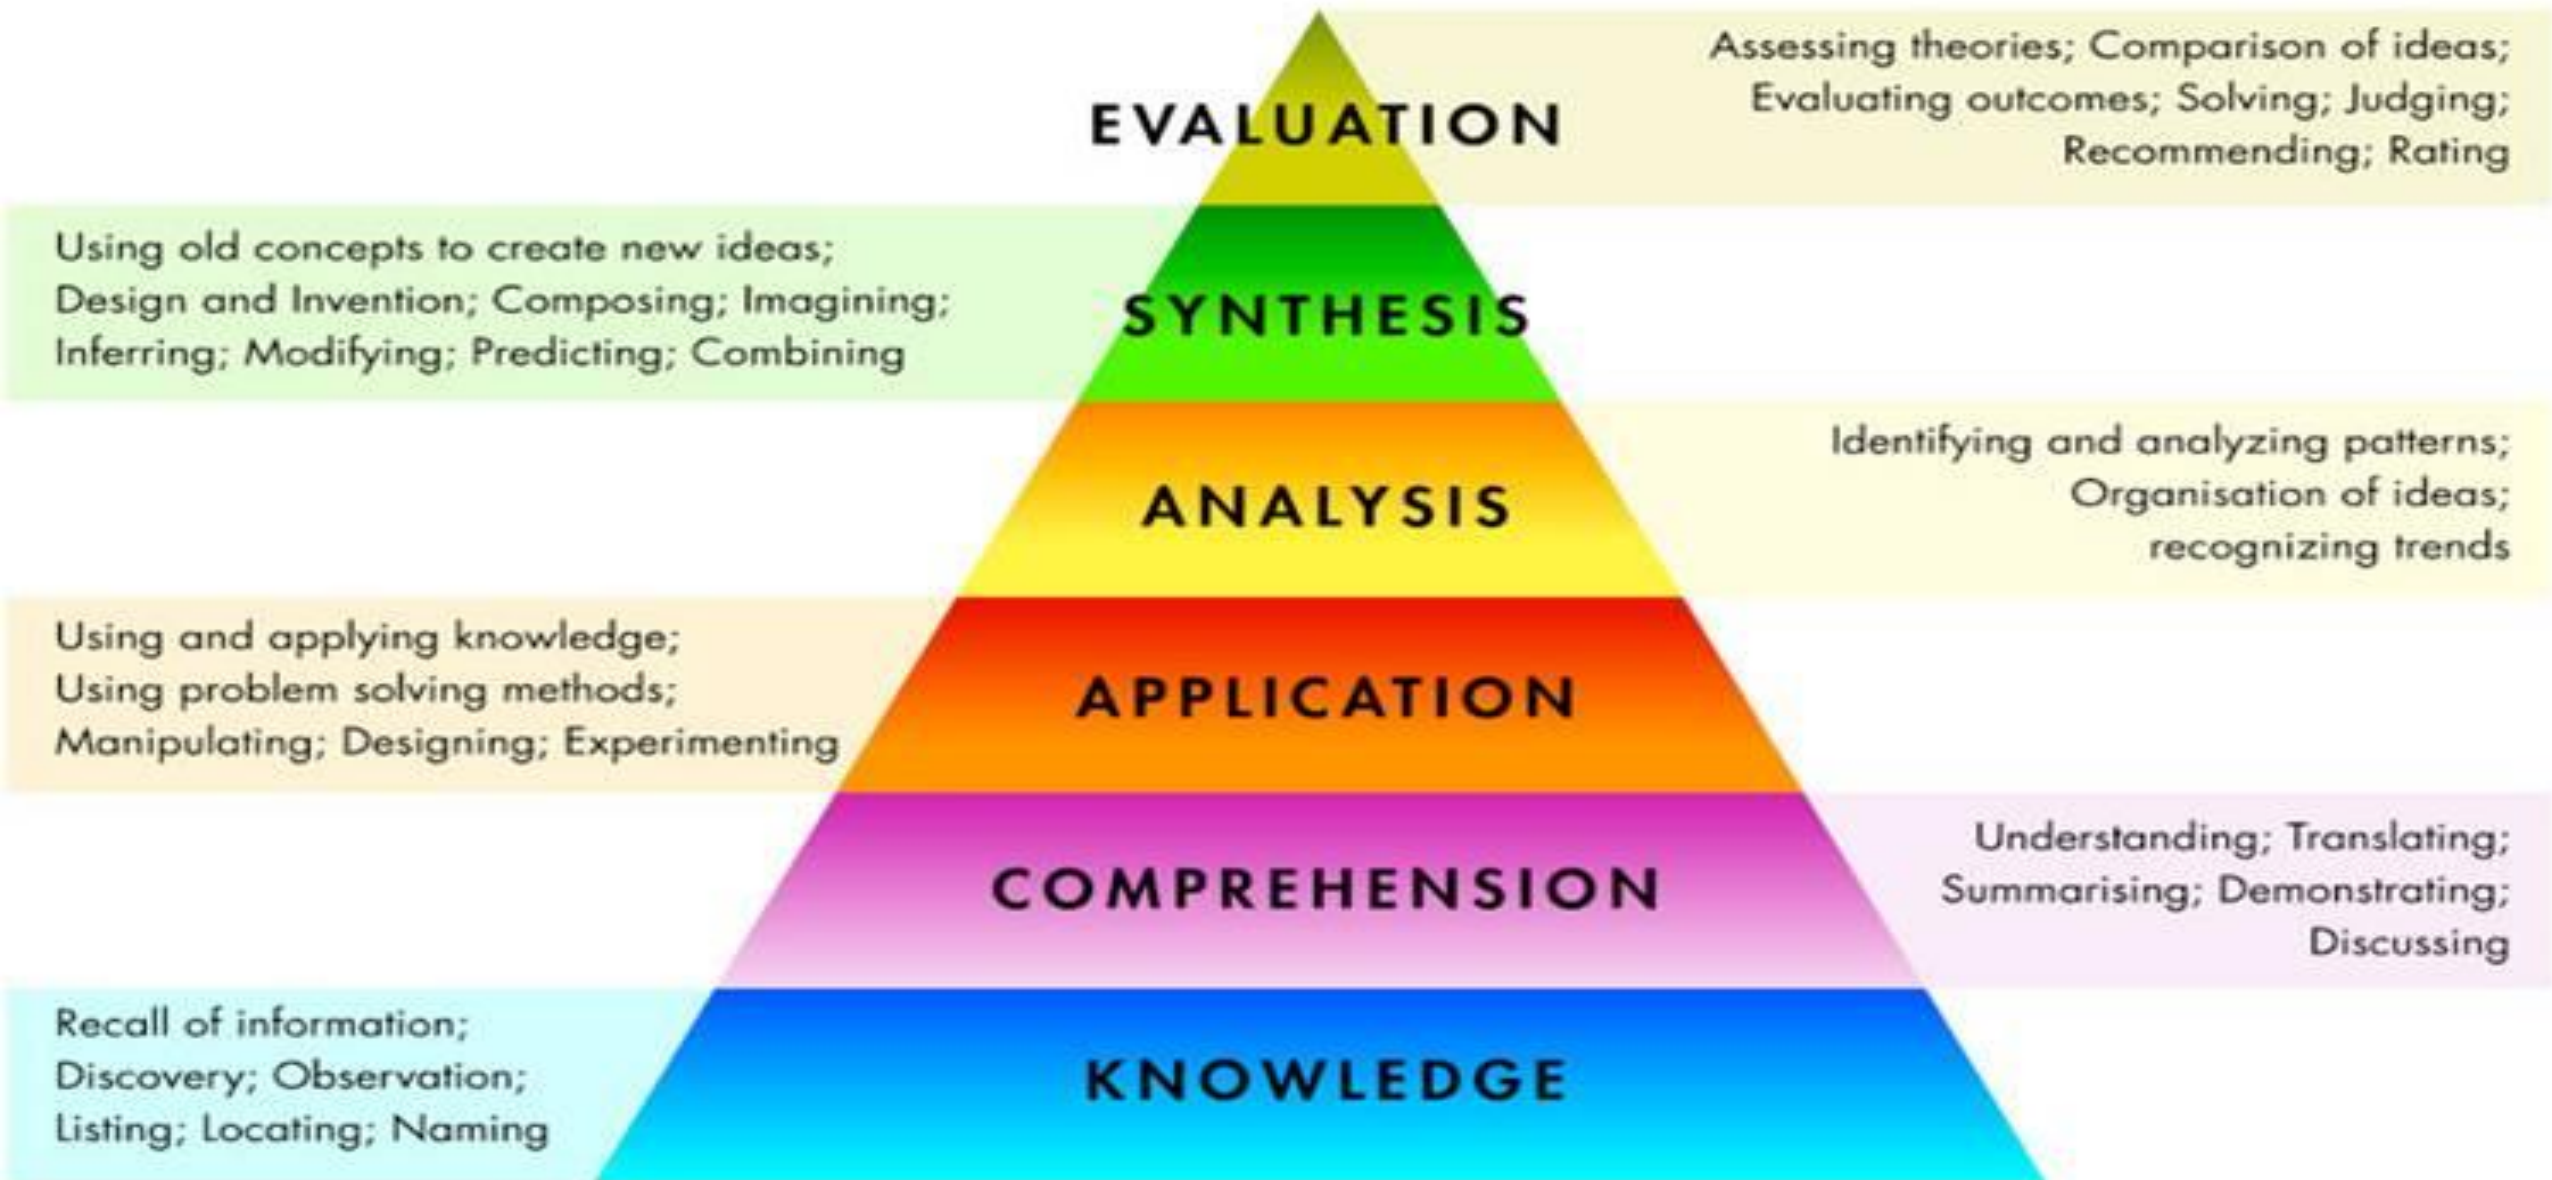 EVALUATION
Assessing theories; Comparison of ideas;
Evaluating outcomes; Solving; Judging;
Recommending; Rating
Using old concepts to create new ideas;
Design and Invention; Composing; Imagining;
Inferring; Modifying; Predicting; Combining
SYNTHESIS
ANALYSIS
Identifying and analyzing patterns;
Organisation of ideas;
recognizing trends
Using and applying knowledge;
Using problem solving methods;
Manipulating; Designing; Experimenting
APPLICATION
COMPREHENSION
Understanding; Translating;
Summarising; Demonstrating;
Discussing
Recall of information;
Discovery; Observation;
Listing; Locating; Naming
KNOWLEDGE